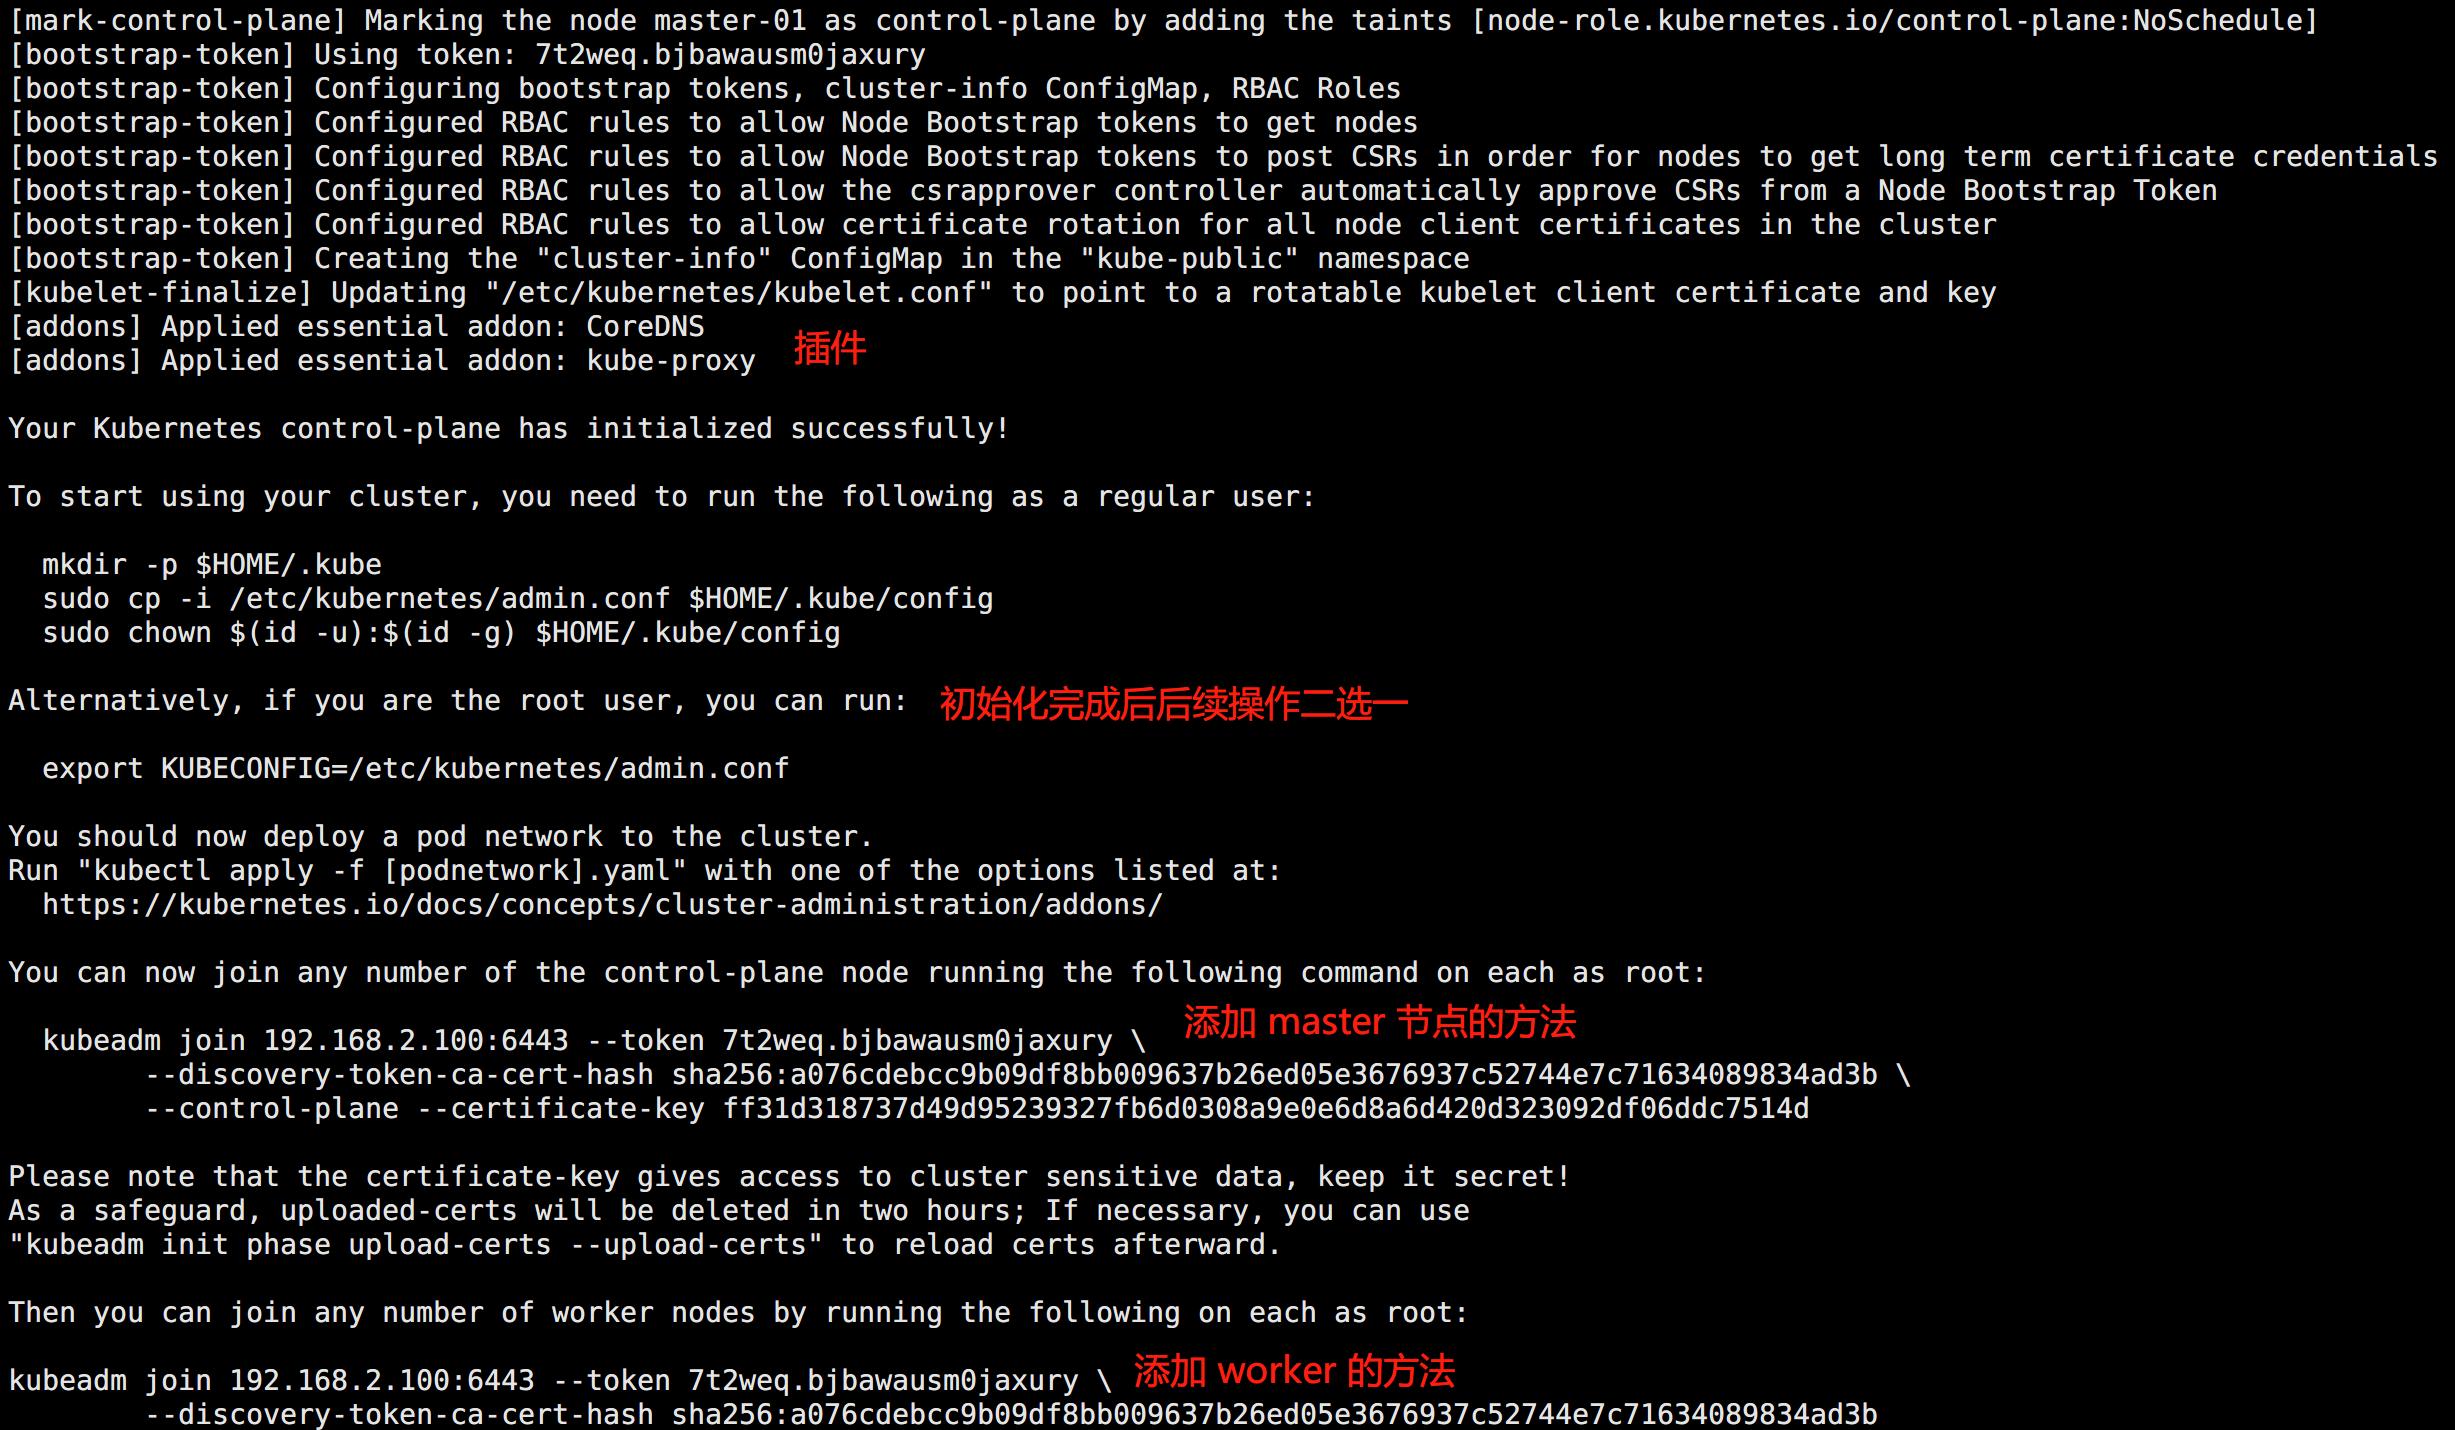 [mark-control-plane] Marking the node master-01 as control-plane by adding the taints [node-role.kubernetes.io/control-plane:NoSchedule]
[bootstrap-token] Using token: 7t2weq.bjbawausm0jaxury
[bootstrap-token] Configuring bootstrap tokens, cluster-info ConfigMap, RBAC Roles
[bootstrap-token] Configured RBAC rules to allow Node Bootstrap tokens to get nodes
[bootstrap-token] Configured RBAC rules to allow Node Bootstrap tokens to post CSRs in order for nodes to get long term certificate credentials
[bootstrap-token] Configured RBAC rules to allow the csrapprover controller automatically approve CSRs from a Node Bootstrap Token
[bootstrap-token] Configured RBAC rules to allow certificate rotation for all node client certificates in the cluster
[bootstrap-token] Creating the "cluster-info" ConfigMap in the "kube-public" namespace
[kubelet-finalize] Updating "/etc/kubernetes/kubelet.conf" to point to a rotatable kubelet client certificate and key
[addons] Applied essential addon: CoreDNS
插件
[addons] Applied essential addon: kube-proxy
Your Kubernetes control-plane has initialized successfully!
To start using your cluster, you need to run the following as a regular user:
mkdir -p $HOME/.kube
sudo cp -i /etc/kubernetes/admin.conf $HOME/.kube/config
sudo chown $(id -u):$(id -g) $HOME/.kube/config
Alternatively, if you are the root user, you can run: 初始化完成后后续操作二选一
export KUBECONFIG=/etc/kubernetes/admin.conf
You should now deploy a pod network to the cluster.
Run "kubectl apply -f [podnetwork].yaml" with one of the options listed at:
https://kubernetes.io/docs/concepts/cluster-administration/addons/
You can now join any number of the control-plane node running the following command on each as root:
添加 master 节点的方法
kubeadm join 192.168.2.100:6443 --token 7t2weq.bjbawausm0jaxury \
--discovery-token-ca-cert-hash sha256:a076cdebcc9b09df8bb009637b26ed05e3676937c52744e7c71634089834ad3b \
--control-plane --certificate-key ff31d318737d49d95239327fb6d0308a9e0e6d8a6d420d323092df06ddc7514d
Please note that the certificate-key gives access to cluster sensitive data, keep it secret!
As a safeguard, uploaded-certs will be deleted in two hours; If necessary, you can use
"kubeadm init phase upload-certs --upload-certs" to reload certs afterward.
Then you can join any number of worker nodes by running the following on each as root:
kubeadm join 192.168.2.100:6443 --token 7t2weq.bjbawausm0jaxury \ 添加 worker 的方法
--discovery-token-ca-cert-hash sha256:a076cdebcc9b09df8bb009637b26ed05e3676937c52744e7c71634089834ad3b